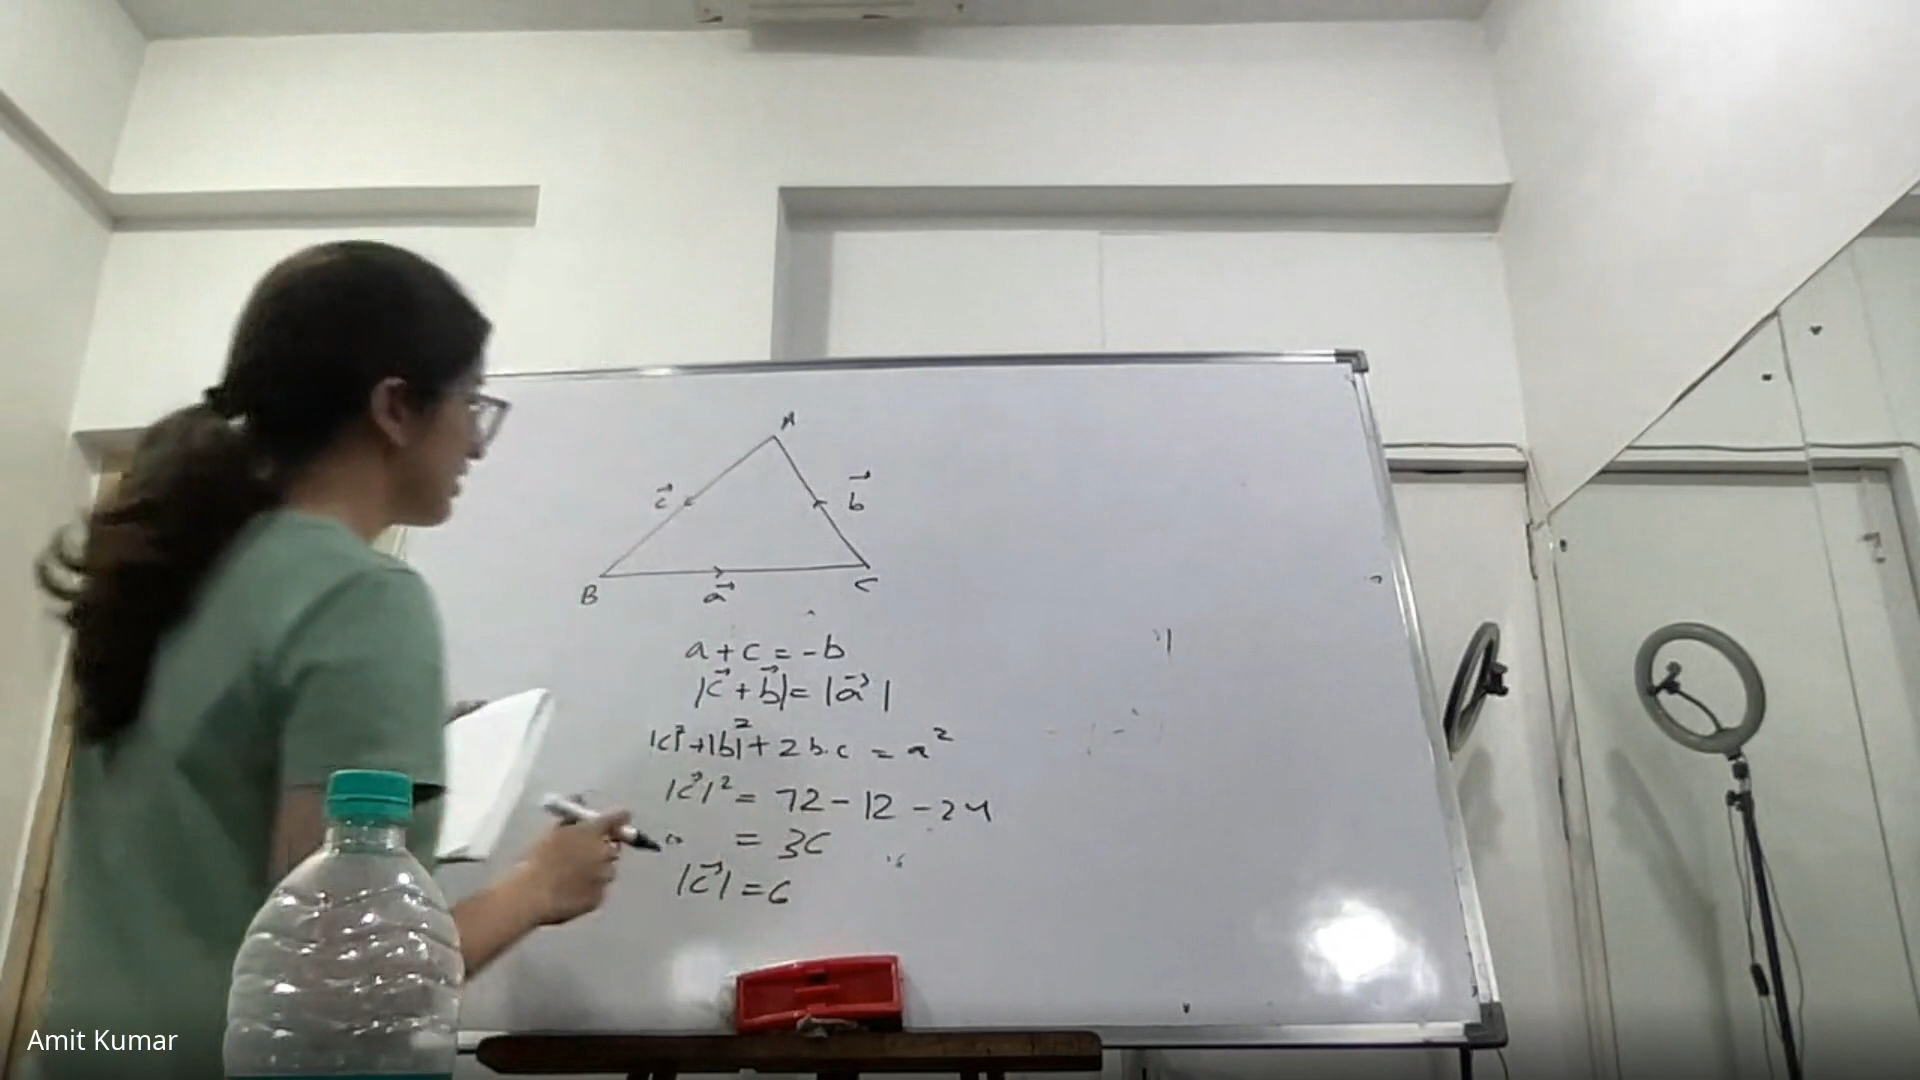 A
c⃗
b⃗
B
a⃗
C
a + c = - b
|c⃗ + b⃗| = |a⃗|
|c|² + |b|² + 2 b.c = a²
|c⃗|² = 72 - 12 - 24
= 36
|c⃗| = 6
Amit Kumar